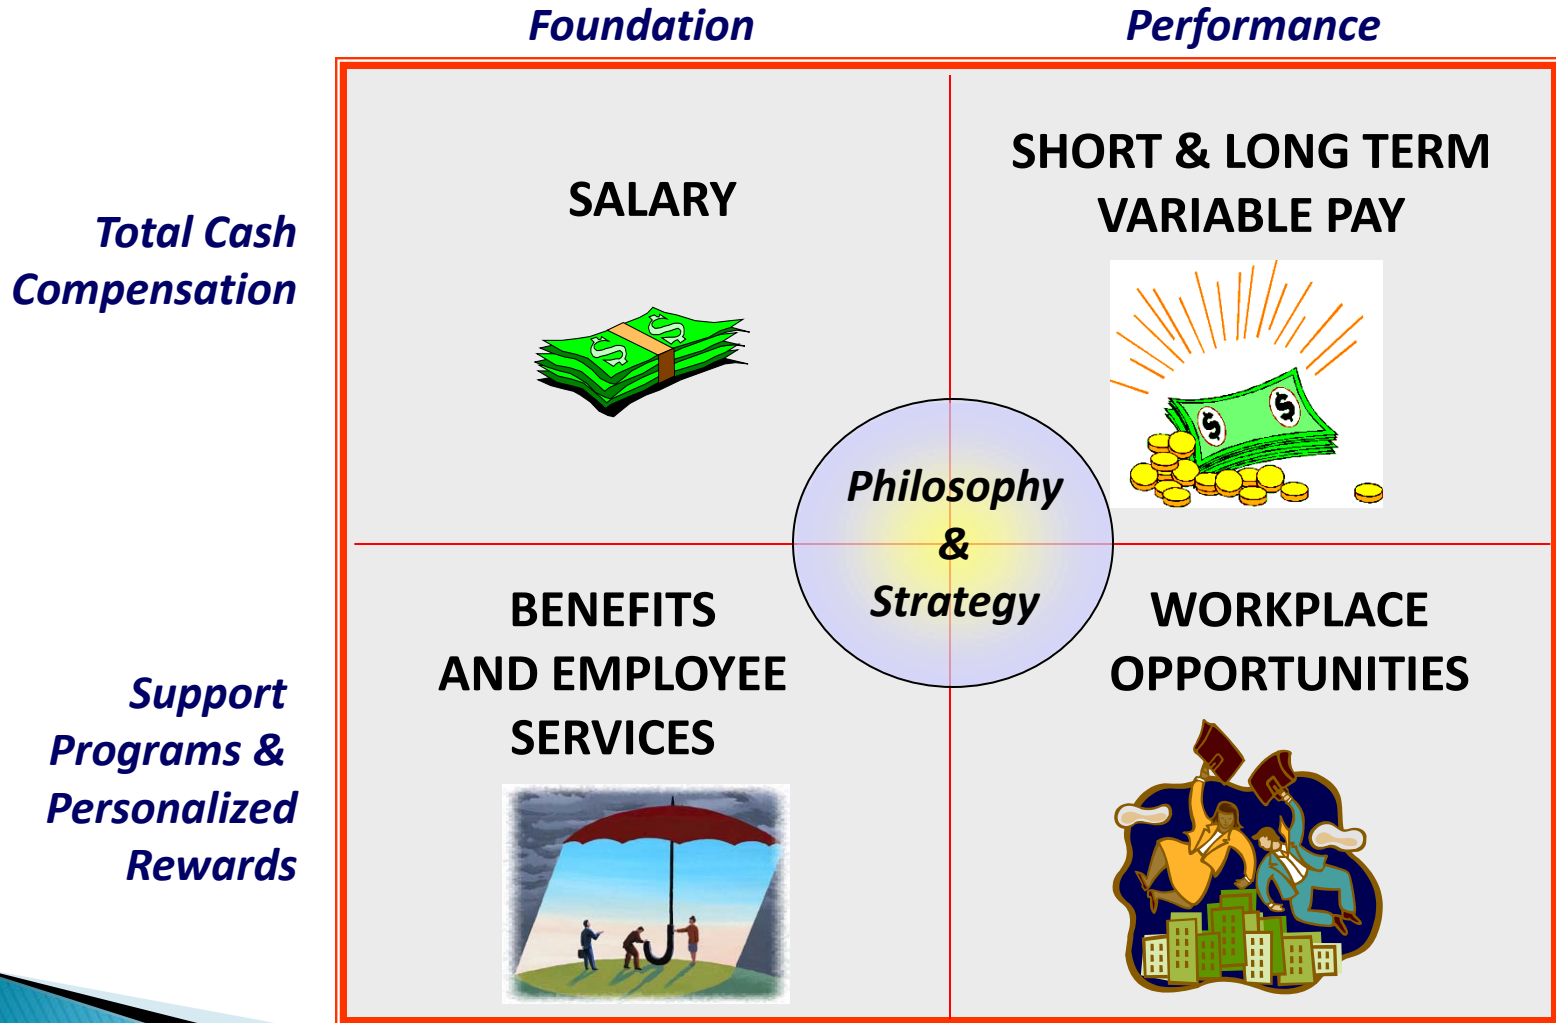 Foundation
Performance
Total Cash
Compensation
SALARY
SHORT & LONG TERM
VARIABLE PAY
$
$
$
$
Philosophy
&
Strategy
Support
Programs &
Personalized
Rewards
BENEFITS
AND EMPLOYEE
SERVICES
WORKPLACE
OPPORTUNITIES